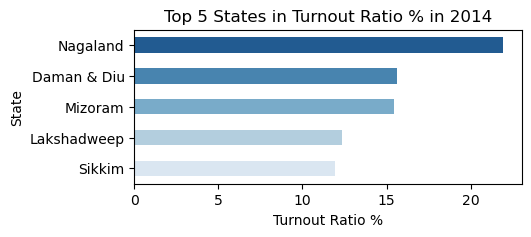 Top 5 States in Turnout Ratio % in 2014
State
Nagaland
Daman & Diu
Mizoram
Lakshadweep
Sikkim
0 5 10 15 20
Turnout Ratio %